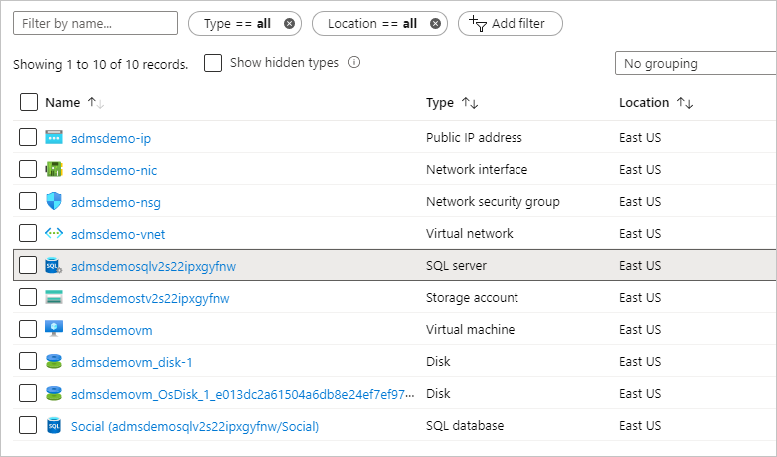 Filter by name... Type == all Location == all Add filter
Showing 1 to 10 of 10 records. Show hidden types No grouping
Name Type Location
admsdemo-ip Public IP address East US
admsdemo-nic Network interface East US
admsdemo-nsg Network security group East US
admsdemo-vnet Virtual network East US
admsdemosqlv2s22ipxgyfnw SQL server East US
admsdemostv2s22ipxgyfnw Storage account East US
admsdemovm Virtual machine East US
admsdemovm_disk-1 Disk East US
admsdemovm_OsDisk_1_e013dc2a61504a6db8e24ef7ef97... Disk East US
Social (admsdemosqlv2s22ipxgyfnw/Social) SQL database East US